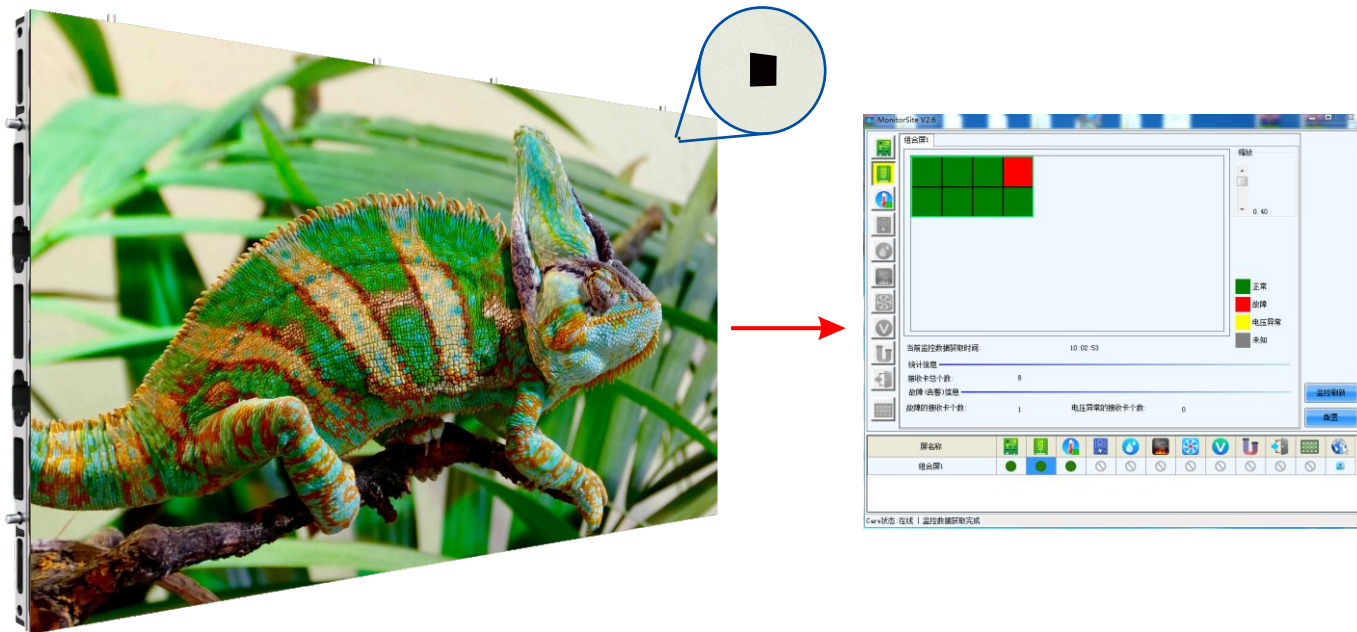 MonitorSite V2.6
组合屏1
缩放
0.40
正常
故障
电压异常
未知
当前监控数据获取时间:
10:02:53
统计信息
接收卡总个数:
8
故障(告警)信息
故障的接收卡个数:
1
电压异常的接收卡个数:
0
监控刷新
配置
屏名称
组合屏1
Care状态:在线 | 监控数据获取完成